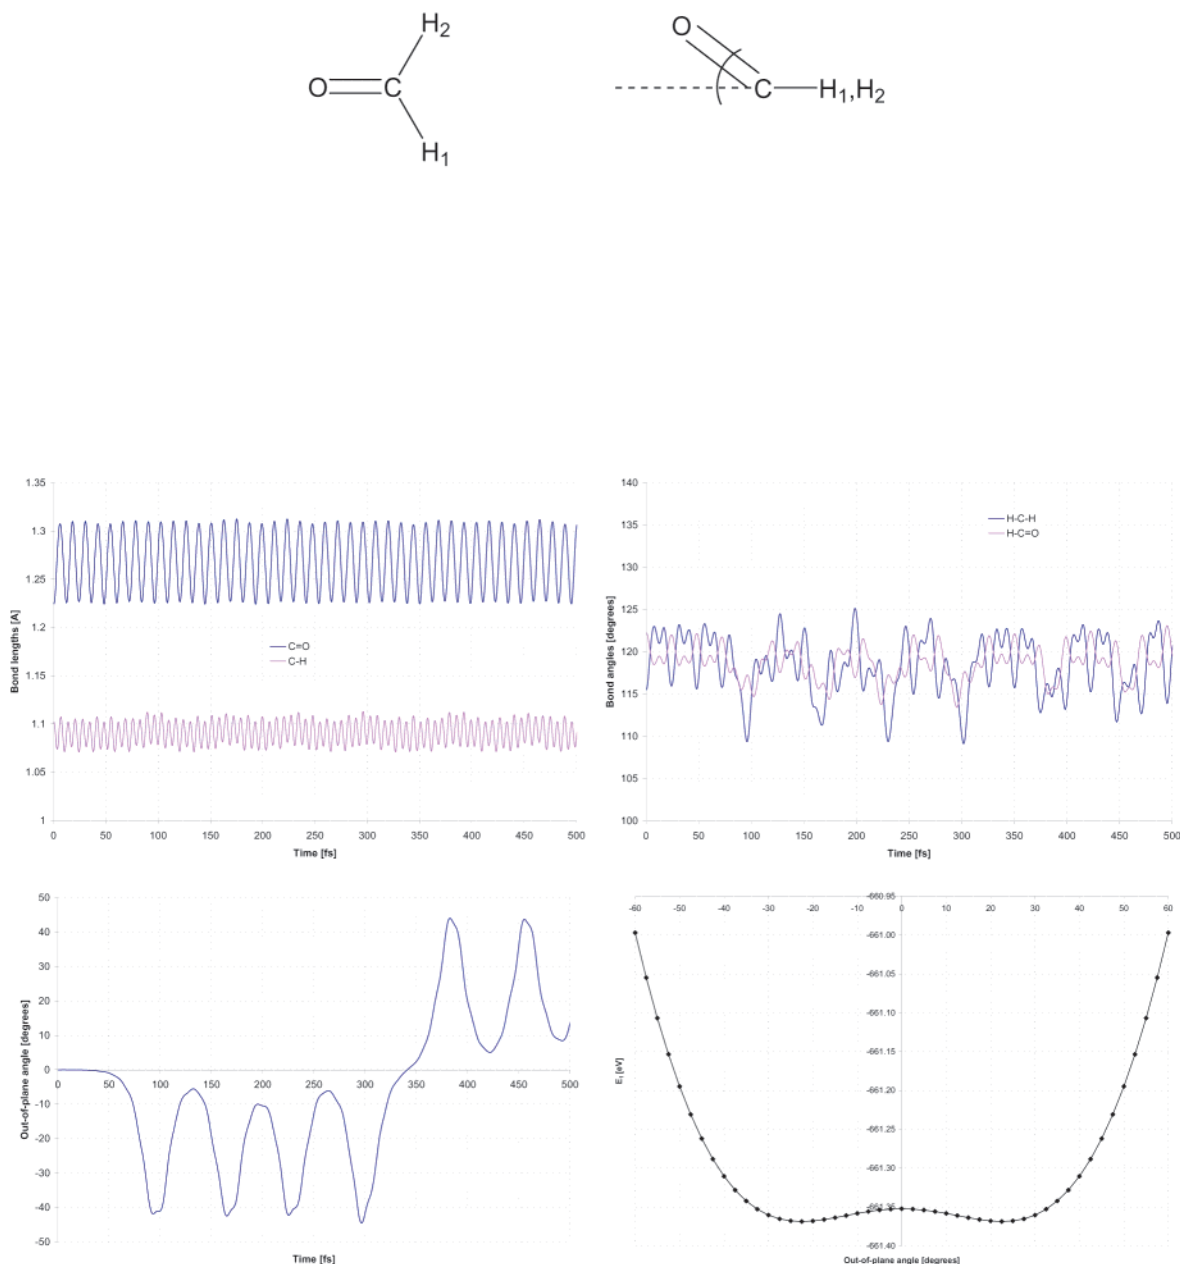 H2
O C
H1
O
C H1,H2
1.35
1.3
1.25
1.2
1.15
1.1
1.05
1
Bond lengths [A]
C=O
C-H
0 50 100 150 200 250 300 350 400 450 500
Time [fs]
140
135
130
125
120
115
110
105
100
Bond angles [degrees]
H-C-H
H-C=O
0 50 100 150 200 250 300 350 400 450 500
Time [fs]
50
40
30
20
10
0
-10
-20
-30
-40
-50
Out-of-plane angle [degrees]
0 50 100 150 200 250 300 350 400 450 500
Time [fs]
-60 -50 -40 -30 -20 -10 0 10 20 30 40 50 60
-660.95
-661.00
-661.05
-661.10
-661.15
-661.20
-661.25
-661.30
-661.35
-661.40
Out-of-plane angle [degrees]